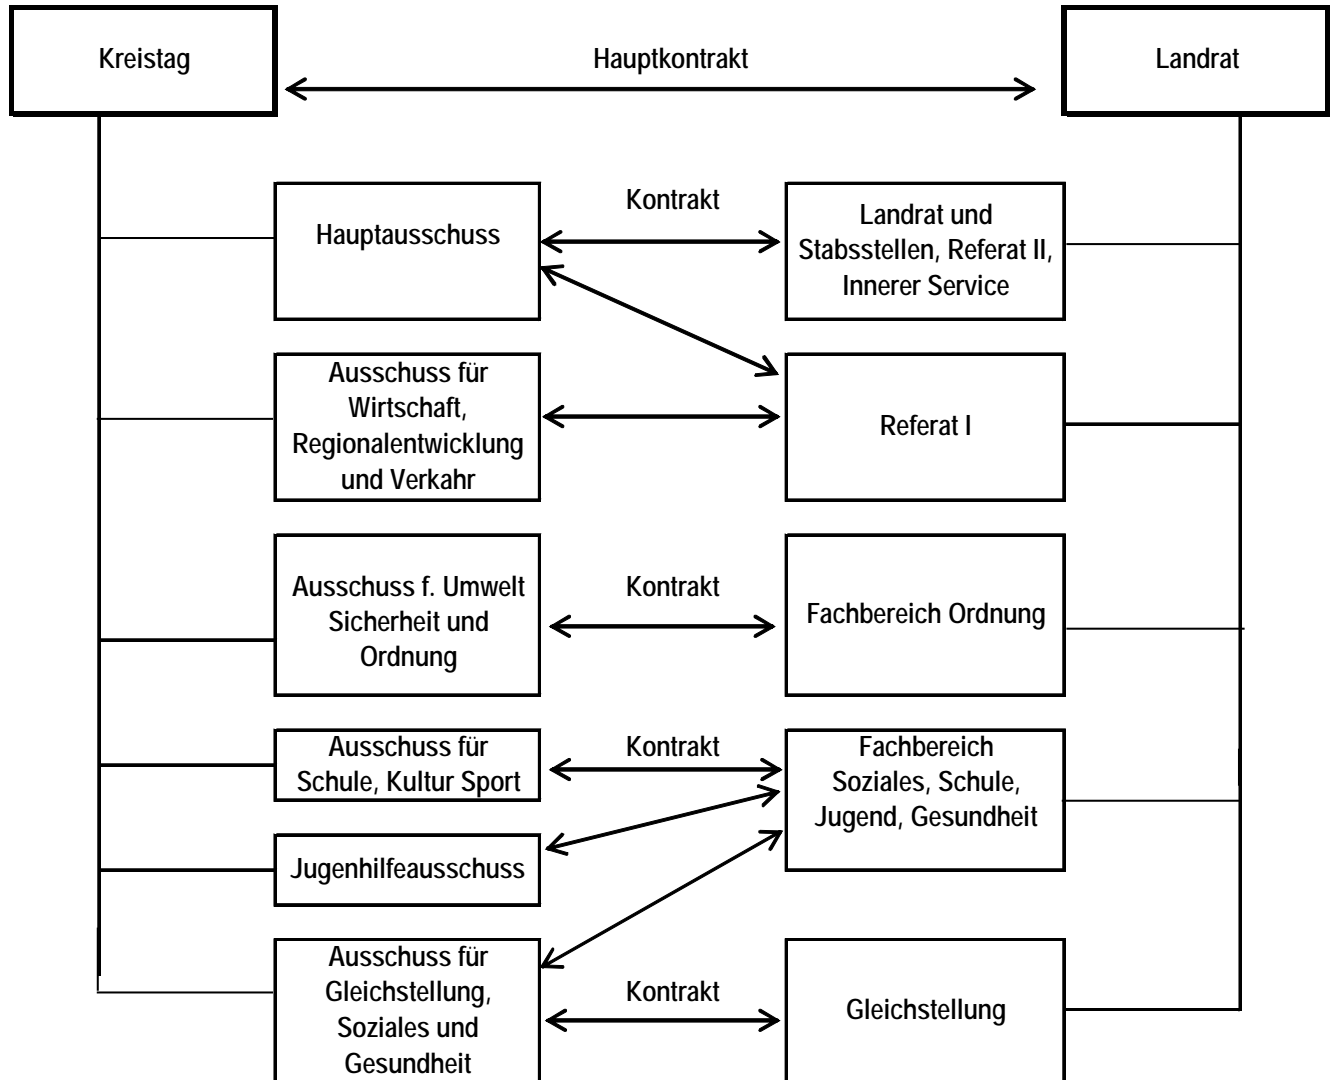 Kreistag
Hauptkontrakt
Landrat
Hauptausschuss
Kontrakt
Landrat und
Stabsstellen, Referat II,
Innerer Service
Ausschuss für
Wirtschaft,
Regionalentwicklung
und Verkahr
Referat I
Ausschuss f. Umwelt
Sicherheit und
Ordnung
Kontrakt
Fachbereich Ordnung
Ausschuss für
Schule, Kultur Sport
Kontrakt
Fachbereich
Soziales, Schule,
Jugend, Gesundheit
Jugenhilfeausschuss
Ausschuss für
Gleichstellung,
Soziales und
Gesundheit
Kontrakt
Gleichstellung